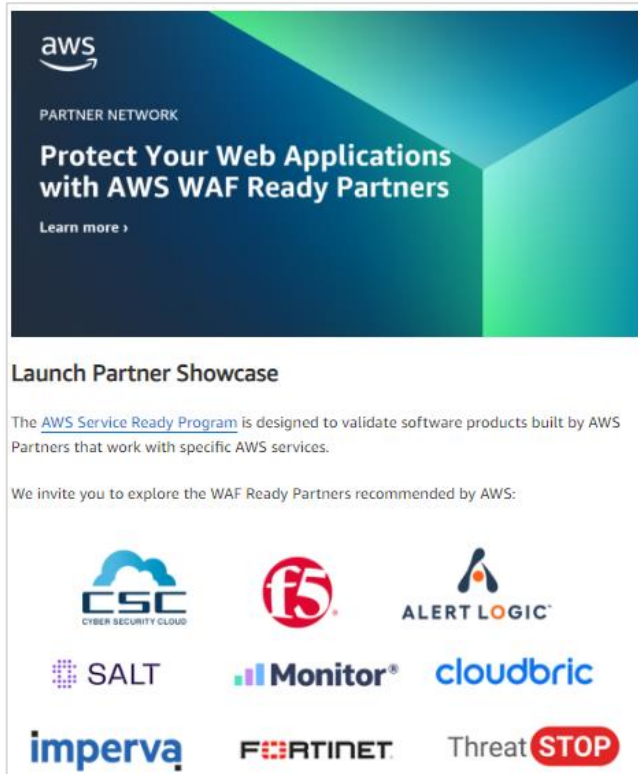 aws
PARTNER NETWORK
Protect Your Web Applications
with AWS WAF Ready Partners
Learn more ›
Launch Partner Showcase
The AWS Service Ready Program is designed to validate software products built by AWS
Partners that work with specific AWS services.
We invite you to explore the WAF Ready Partners recommended by AWS:
CSC
CYBER SECURITY CLOUD
f5
ALERT LOGIC
SALT
Monitor®
cloudbric
imperva
FORTINET
Threat STOP